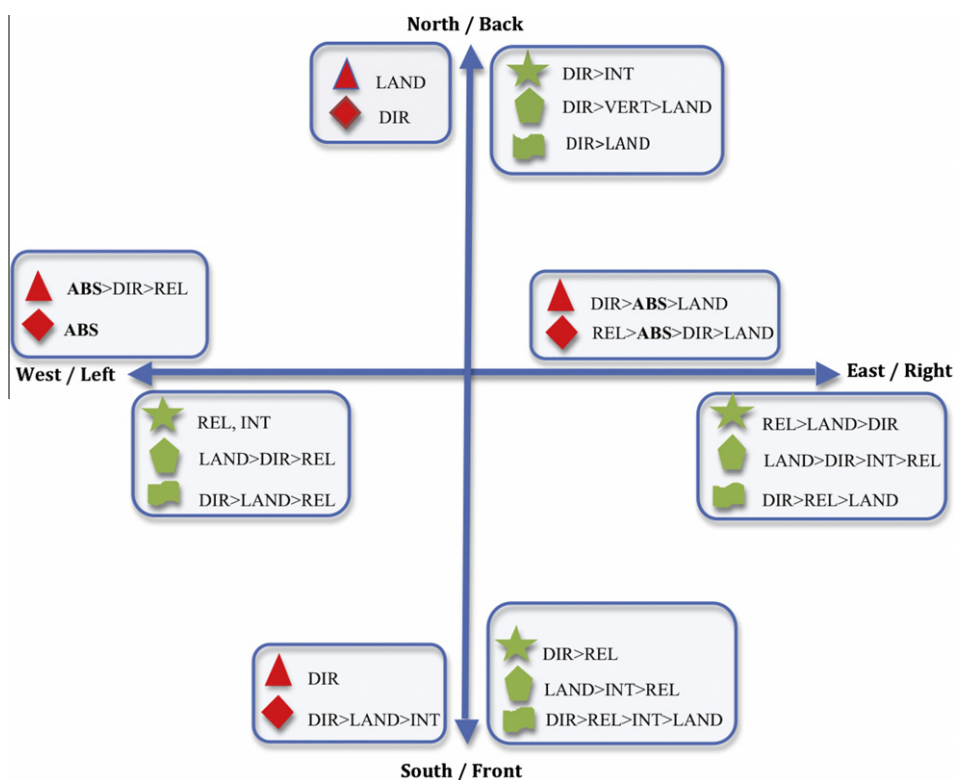 North / Back
LAND
DIR
DIR>INT
DIR>VERT>LAND
DIR>LAND
ABS>DIR>REL
ABS
DIR>ABS>LAND
REL>ABS>DIR>LAND
West / Left
East / Right
REL, INT
LAND>DIR>REL
DIR>LAND>REL
REL>LAND>DIR
LAND>DIR>INT>REL
DIR>REL>LAND
DIR
DIR>LAND>INT
DIR>REL
LAND>INT>REL
DIR>REL>INT>LAND
South / Front